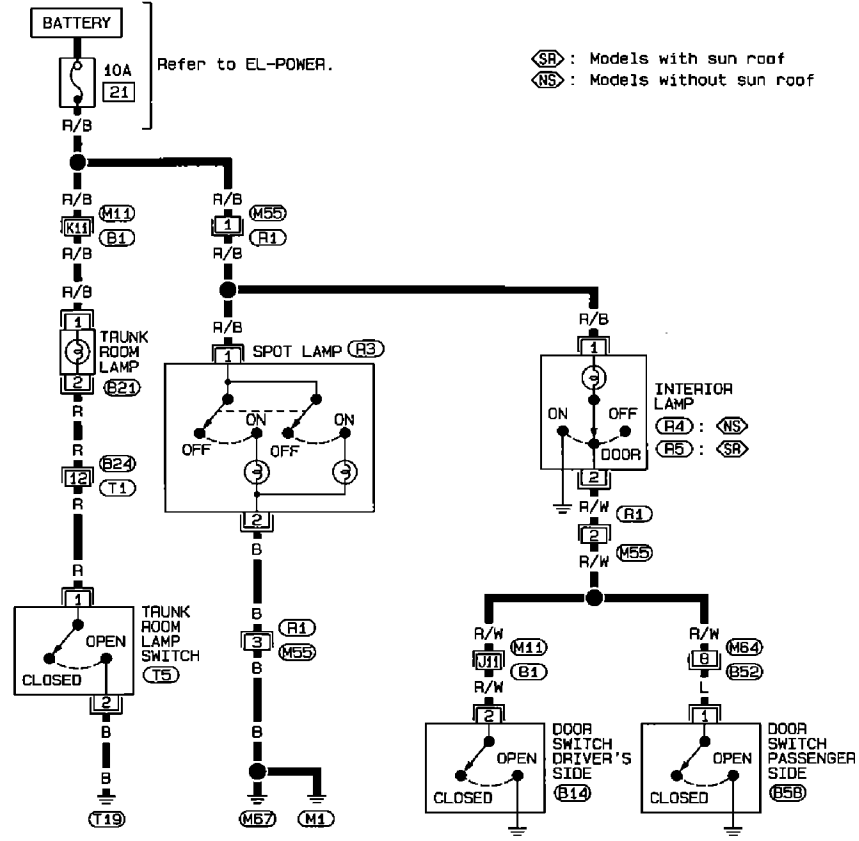 BATTERY
Refer to EL-POWER.
10A
21
SR : Models with sun roof
NS : Models without sun roof
R/B
R/B
R/B
K11
M11
B1
1
M55
R1
R/B
R/B
R/B
R/B
R/B
1
TRUNK
ROOM
LAMP
2
B21
1
SPOT LAMP
R3
OFF
ON
OFF
ON
2
1
INTERIOR
LAMP
R4 : NS
R5 : SR
ON
OFF
DOOR
2
R
R
12
B24
T1
R
R
R/W
R1
2
M55
R/W
B
B
3
R1
M55
B
B
M67
M1
1
TRUNK
ROOM
LAMP
SWITCH
T5
OPEN
CLOSED
2
B
B
T19
R/W
J11
M11
B1
R/W
2
DOOR
SWITCH
DRIVER'S
SIDE
B14
OPEN
CLOSED
R/W
8
M64
B52
L
1
DOOR
SWITCH
PASSENGER
SIDE
B58
OPEN
CLOSED